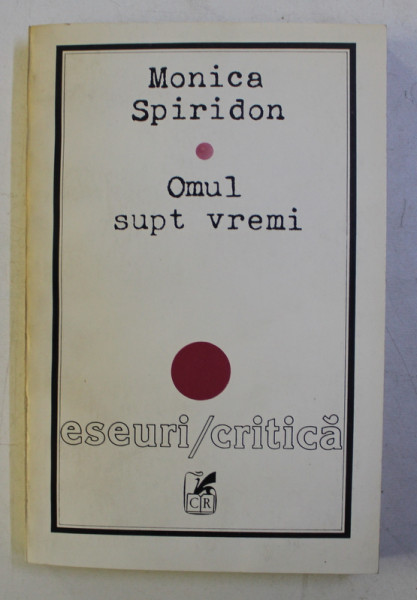 Monica
Spiridon
Omul
supt vremi
eseuri/critică
CR